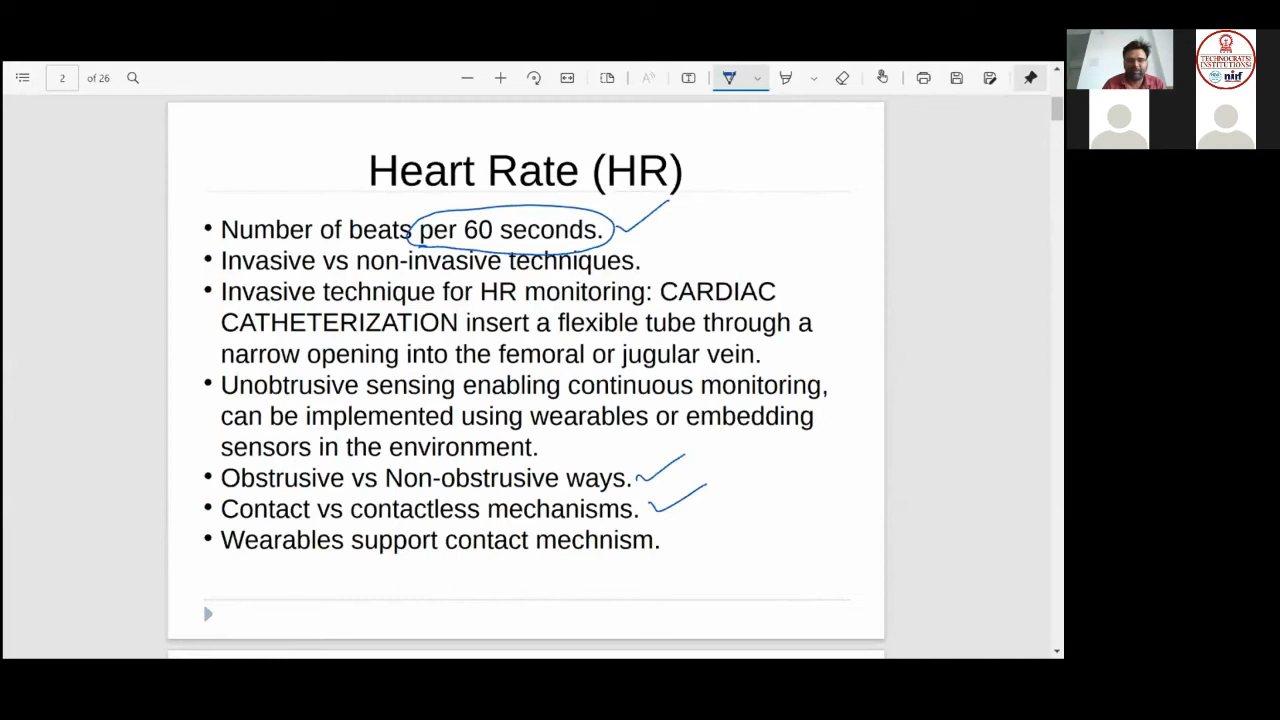 2 of 26
TECHNOCRATS
INSTITUTIONS
nirf
Heart Rate (HR)
• Number of beats per 60 seconds.
• Invasive vs non-invasive techniques.
• Invasive technique for HR monitoring: CARDIAC
CATHETERIZATION insert a flexible tube through a
narrow opening into the femoral or jugular vein.
• Unobtrusive sensing enabling continuous monitoring,
can be implemented using wearables or embedding
sensors in the environment.
• Obstrusive vs Non-obstrusive ways.
• Contact vs contactless mechanisms.
• Wearables support contact mechnism.